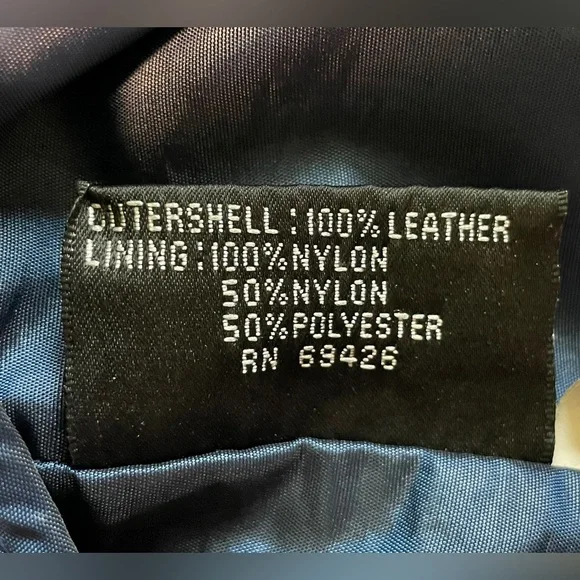 OUTERSHELL : 100% LEATHER
LINING : 100% NYLON
50% NYLON
50% POLYESTER
RN 69426